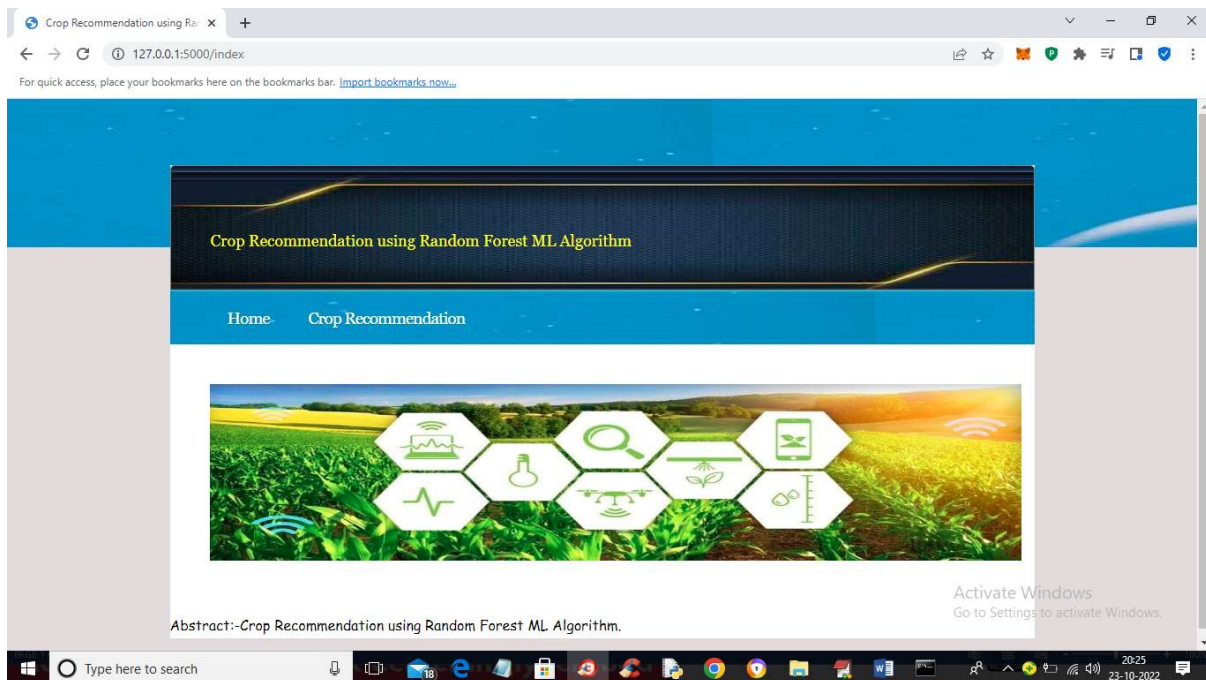 Crop Recommendation using Ra
127.0.0.1:5000/index
For quick access, place your bookmarks here on the bookmarks bar. Import bookmarks now...
Crop Recommendation using Random Forest ML Algorithm
Home Crop Recommendation
Activate Windows
Go to Settings to activate Windows.
Abstract:-Crop Recommendation using Random Forest ML Algorithm.
Type here to search
18
20:25
23-10-2022